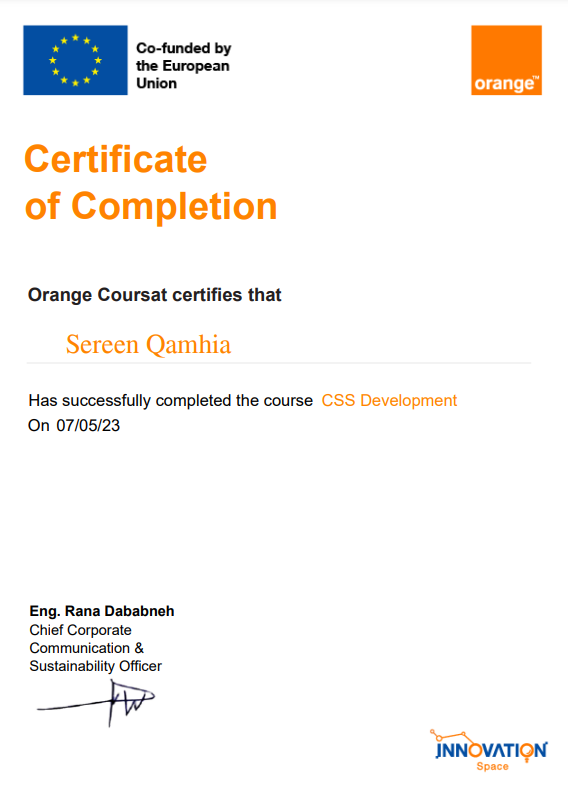 Co-funded by
the European
Union
orange™
Certificate
of Completion
Orange Coursat certifies that
Sereen Qamhia
Has successfully completed the course CSS Development
On 07/05/23
Eng. Rana Dababneh
Chief Corporate
Communication &
Sustainability Officer
INNOVATION
Space